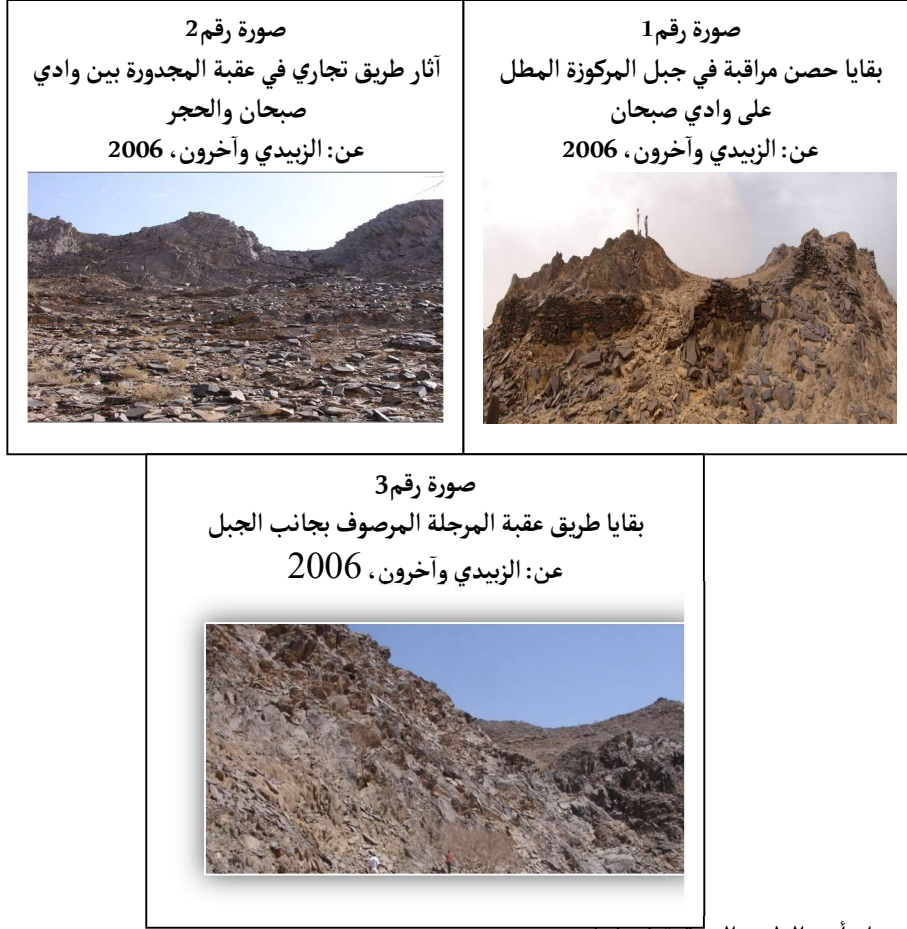 صورة رقم1
بقايا حصن مراقبة في جبل المركوزة المطل
على وادي صبحان
عن: الزبيدي وآخرون، 2006
صورة رقم2
آثار طريق تجاري في عقبة المجدورة بين وادي
صبحان والحجر
عن: الزبيدي وآخرون، 2006
صورة رقم3
بقايا طريق عقبة المرجلة المرصوف بجانب الجبل
عن: الزبيدي وآخرون، 2006